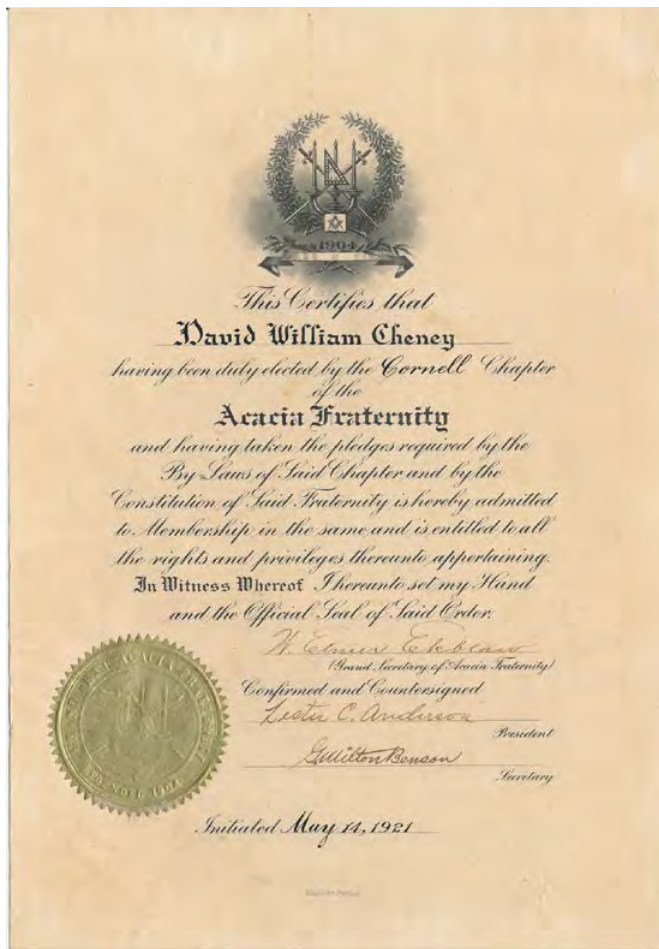 1904
This Certifies that
David William Cheney
having been duly elected by the Cornell Chapter
of the
Acacia Fraternity
and having taken the pledges required by the
By-Laws of Said Chapter and by the
Constitution of Said Fraternity is hereby admitted
to Membership in the same and is entitled to all
the rights and privileges thereunto appertaining.
In Witness Whereof I hereunto set my Hand
and the Official Seal of Said Order.
W. Elmer Ekblaw
(Grand Secretary of Acacia Fraternity)
Confirmed and Countersigned
Lester C. Anderson
President
G Milton Benson
Secretary
Initiated May 14, 1921